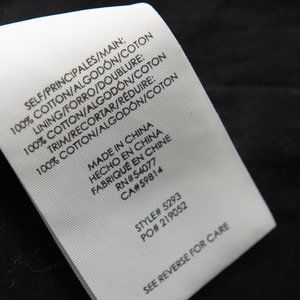 SELF/PRINCIPALES/MAIN:
100% COTTON/ALGODÓN/COTON
LINING/FORRO/DOUBLURE:
100% COTTON/ALGODÓN/COTON
TRIM/RECORTAR/RÉDUIRE:
100% COTTON/ALGODÓN/COTON
MADE IN CHINA
HECHO EN CHINA
FABRIQUÉ EN CHINE
RN#54077
CA#59814
STYLE# 5293
PO# 219052
SEE REVERSE FOR CARE